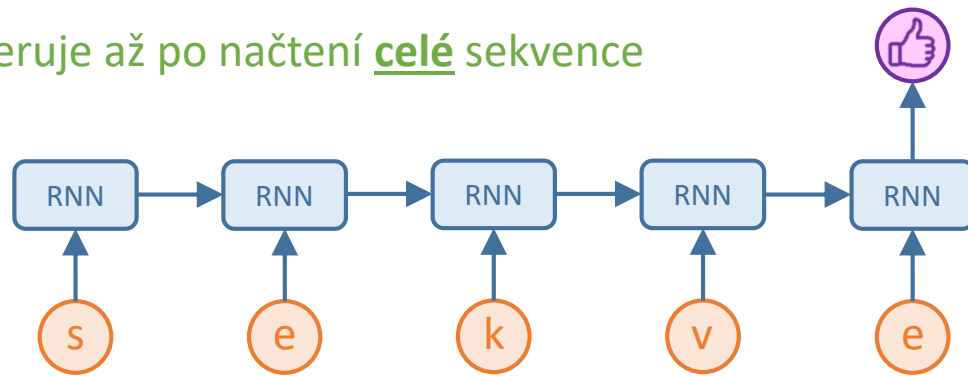 eruje až po načtení celé sekvence
RNN RNN RNN RNN RNN
s e k v e